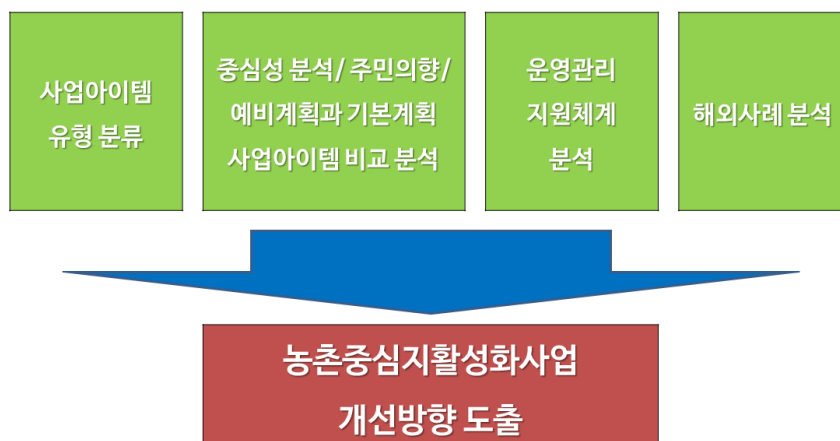 사업아이템
유형 분류
중심성 분석/ 주민의향/
예비계획과 기본계획
사업아이템 비교 분석
운영관리
지원체계
분석
해외사례 분석
농촌중심지활성화사업
개선방향 도출